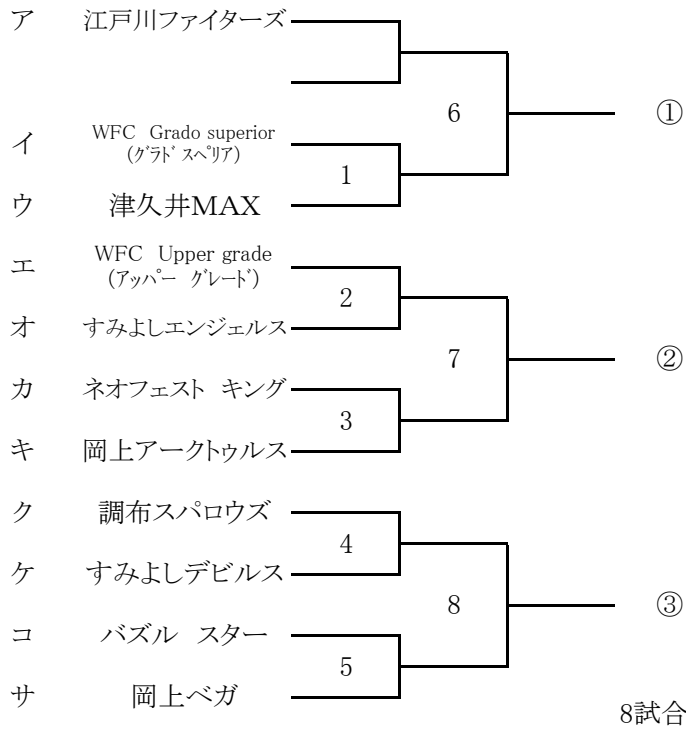 ア 江戸川ファイターズ
6 ①
イ WFC Grado superior
(グラド スペリア)
1
ウ 津久井MAX
エ WFC Upper grade
(アッパー グレード)
2
オ すみよしエンジェルス
7 ②
カ ネオフェスト キング
3
キ 岡上アークトゥルス
ク 調布スパロウズ
4
ケ すみよしデビルス
8 ③
コ バズル スター
5
サ 岡上ベガ
8試合